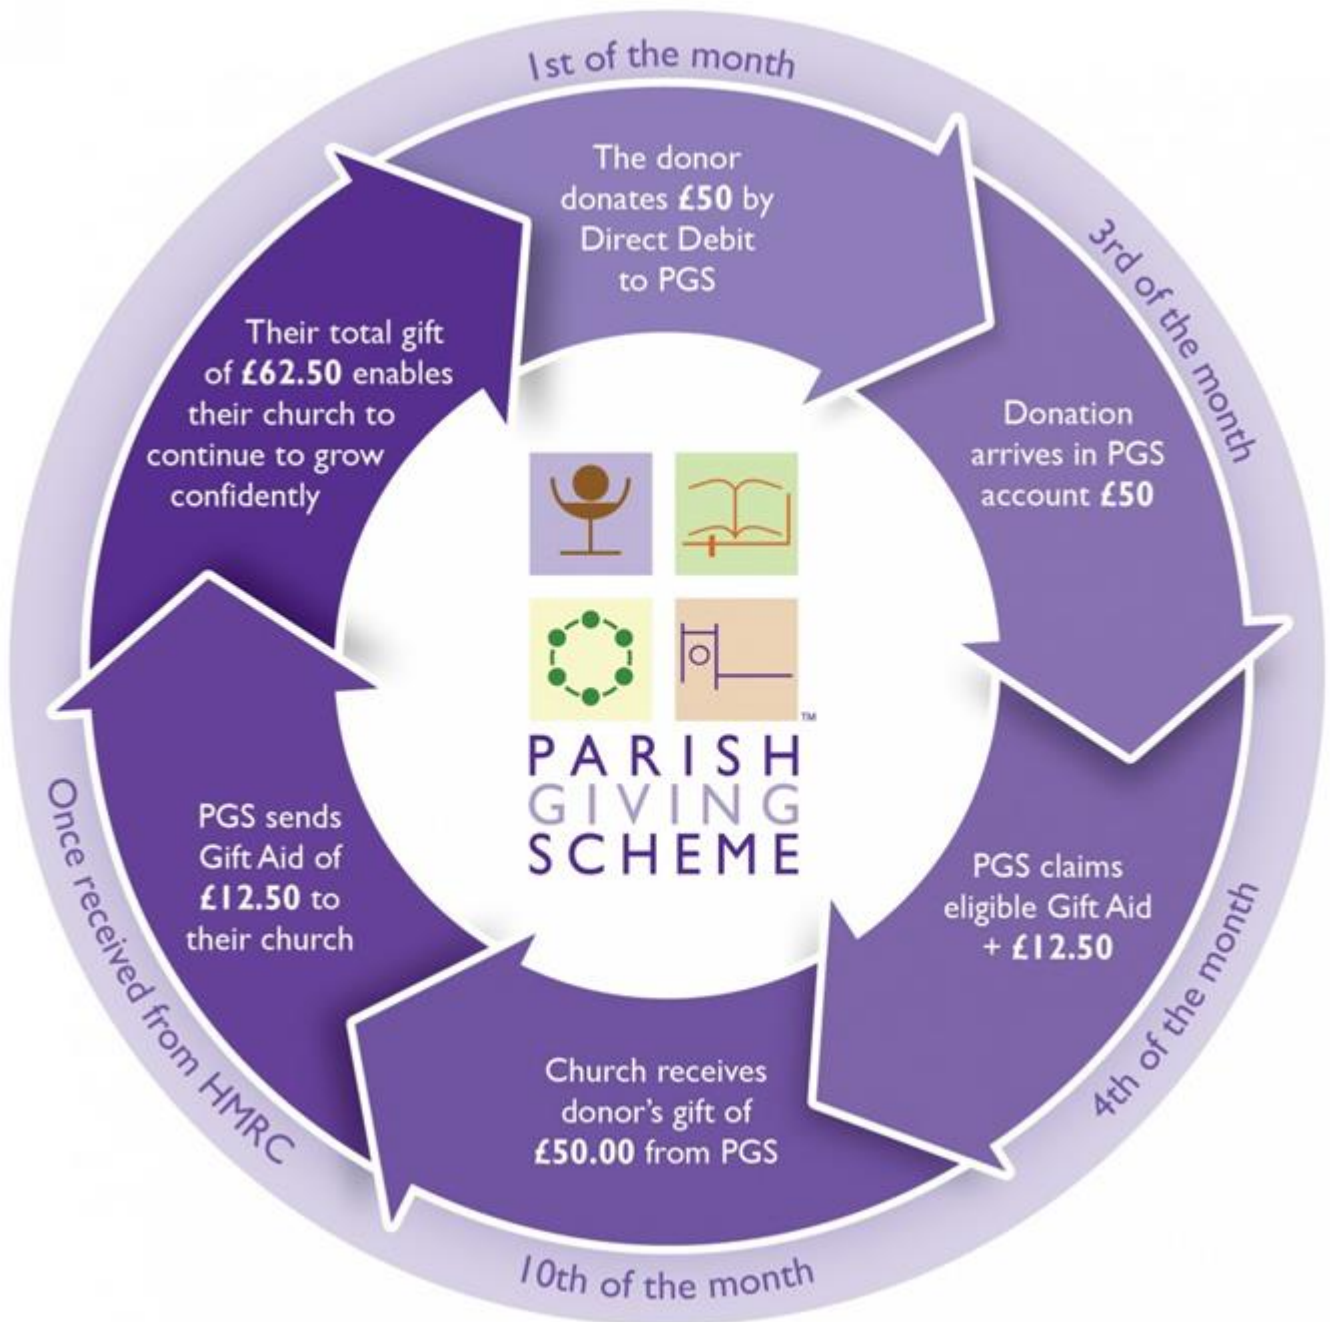 1st of the month
The donor
donates £50 by
Direct Debit
to PGS
3rd of the month
Donation
arrives in PGS
account £50
4th of the month
PGS claims
eligible Gift Aid
+ £12.50
10th of the month
Church receives
donor's gift of
£50.00 from PGS
Once received from HMRC
PGS sends
Gift Aid of
£12.50 to
their church
Their total gift
of £62.50 enables
their church to
continue to grow
confidently
TM
PARISH
GIVING
SCHEME